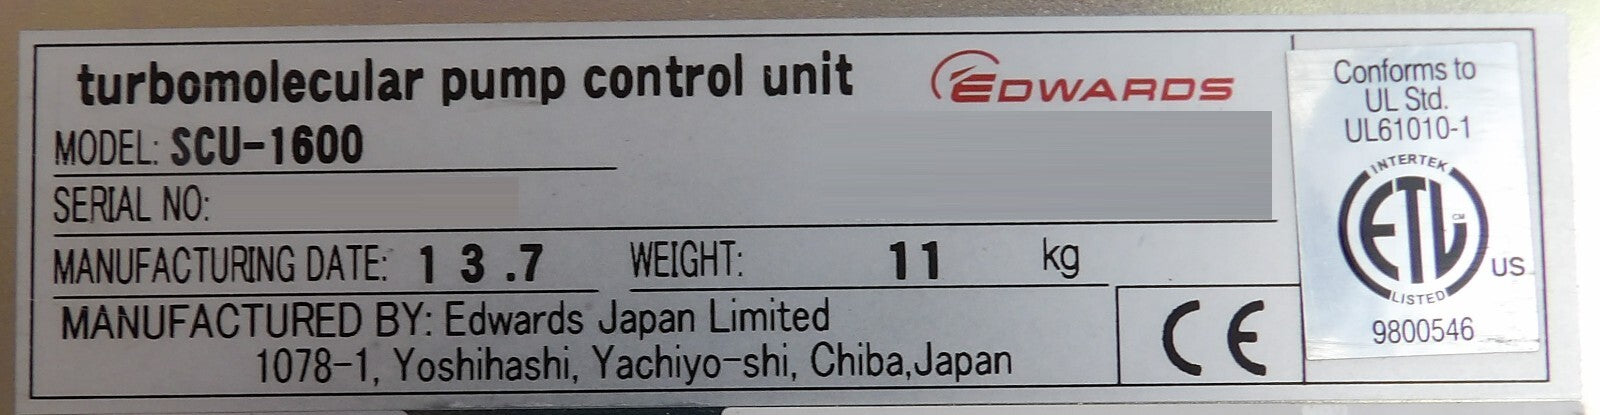 turbomolecular pump control unit
EDWARDS
MODEL: SCU-1600
SERIAL NO:
MANUFACTURING DATE: 13.7 WEIGHT: 11 kg
MANUFACTURED BY: Edwards Japan Limited
1078-1, Yoshihashi, Yachiyo-shi, Chiba,Japan
CE
Conforms to
UL Std.
UL61010-1
INTERTEK
ETL CM
LISTED
US
9800546